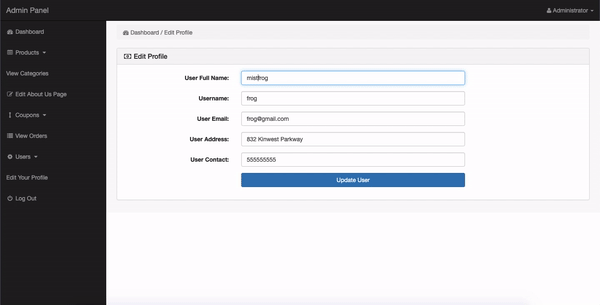 Admin Panel
Administrator
Dashboard
Products
View Categories
Edit About Us Page
Coupons
View Orders
Users
Edit Your Profile
Log Out
Dashboard / Edit Profile
Edit Profile
User Full Name: mistfrog
Username: frog
User Email: frog@gmail.com
User Address: 832 Kinwest Parkway
User Contact: 555555555
Update User